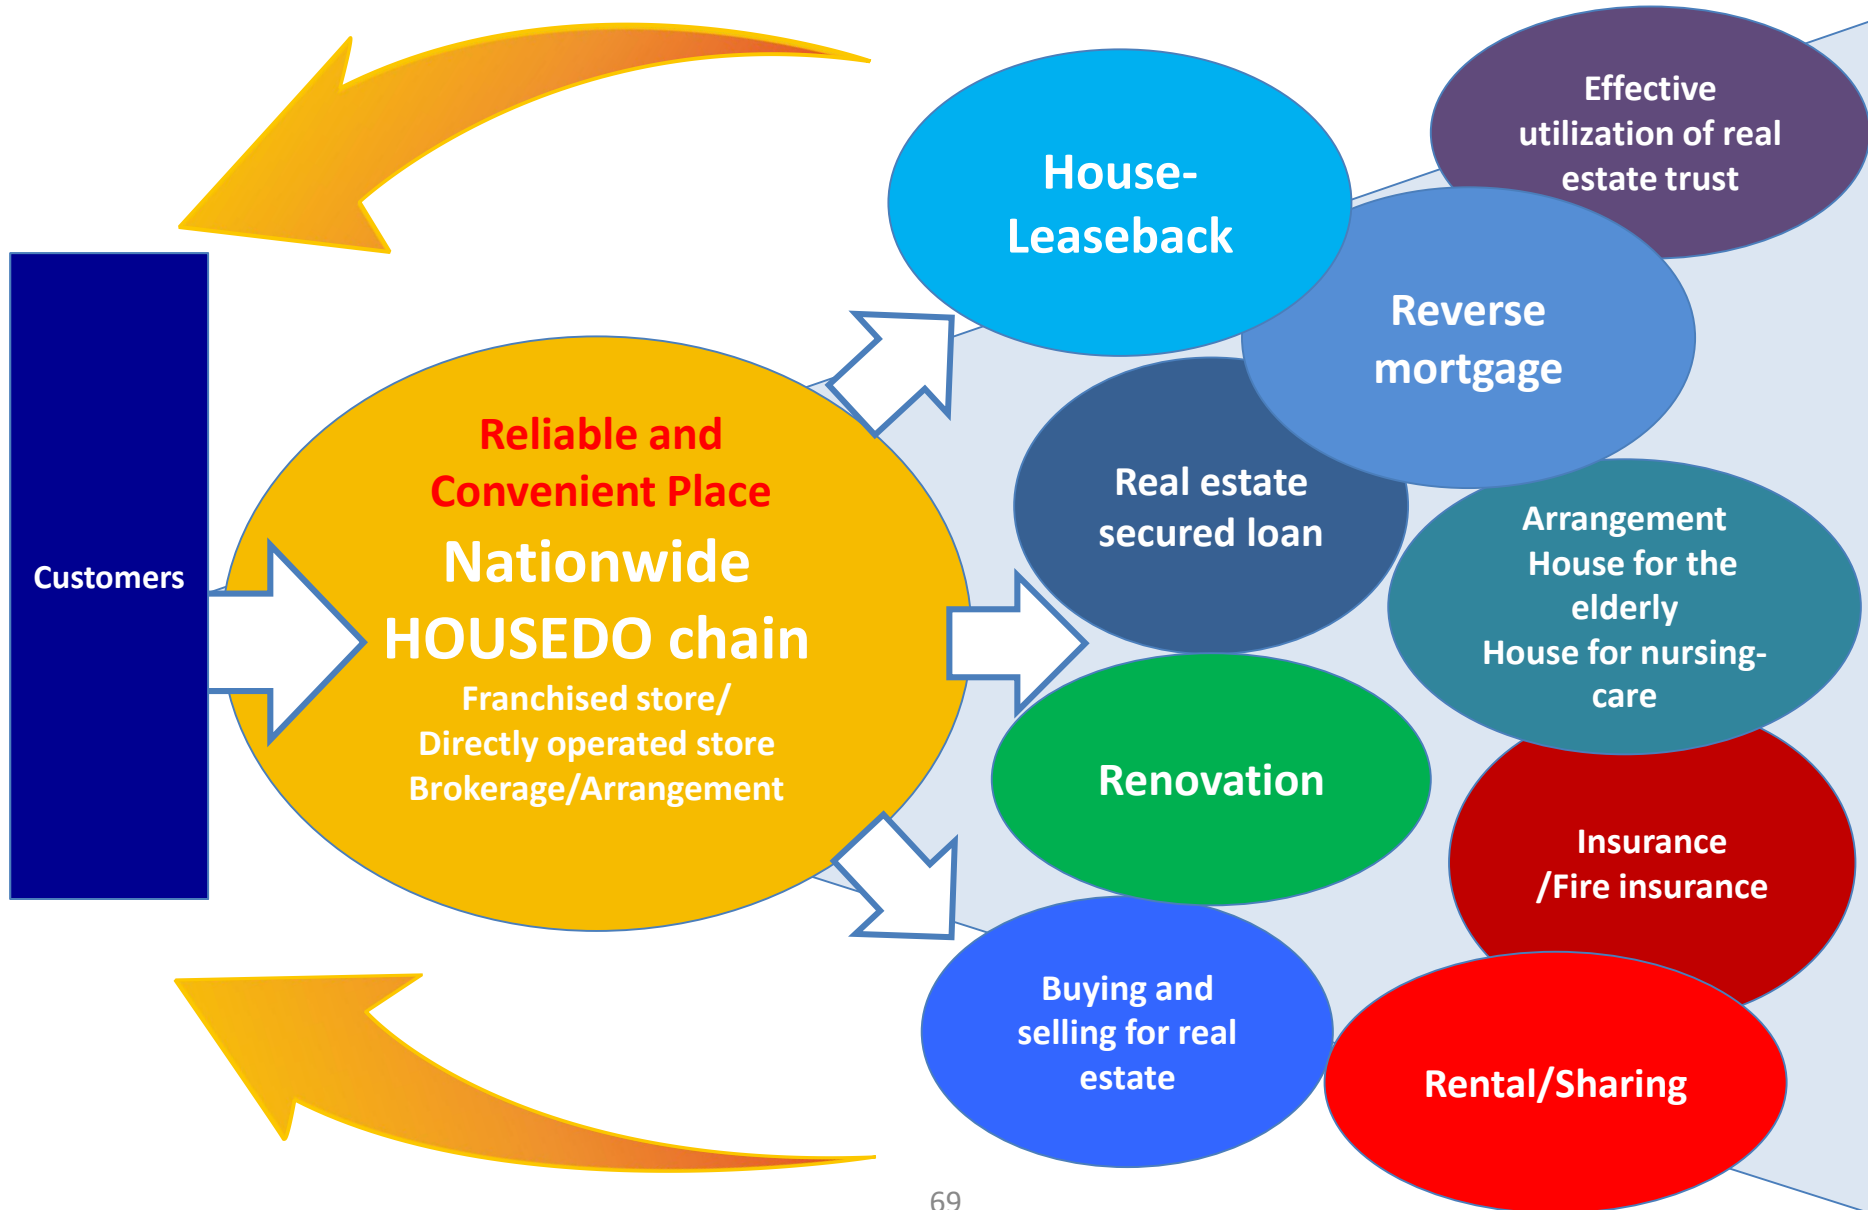 Customers
Reliable and
Convenient Place
Nationwide
HOUSEDO chain
Franchised store/
Directly operated store
Brokerage/Arrangement
House-
Leaseback
Effective
utilization of real
estate trust
Reverse
mortgage
Real estate
secured loan
Arrangement
House for the
elderly
House for nursing-
care
Renovation
Insurance
/Fire insurance
Buying and
selling for real
estate
Rental/Sharing
69